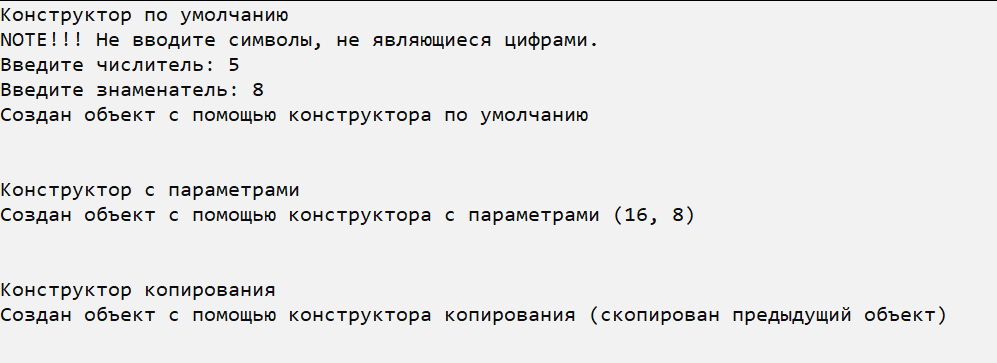 Конструктор по умолчанию
NOTE!!! Не вводите символы, не являющиеся цифрами.
Введите числитель: 5
Введите знаменатель: 8
Создан объект с помощью конструктора по умолчанию
Конструктор с параметрами
Создан объект с помощью конструктора с параметрами (16, 8)
Конструктор копирования
Создан объект с помощью конструктора копирования (скопирован предыдущий объект)